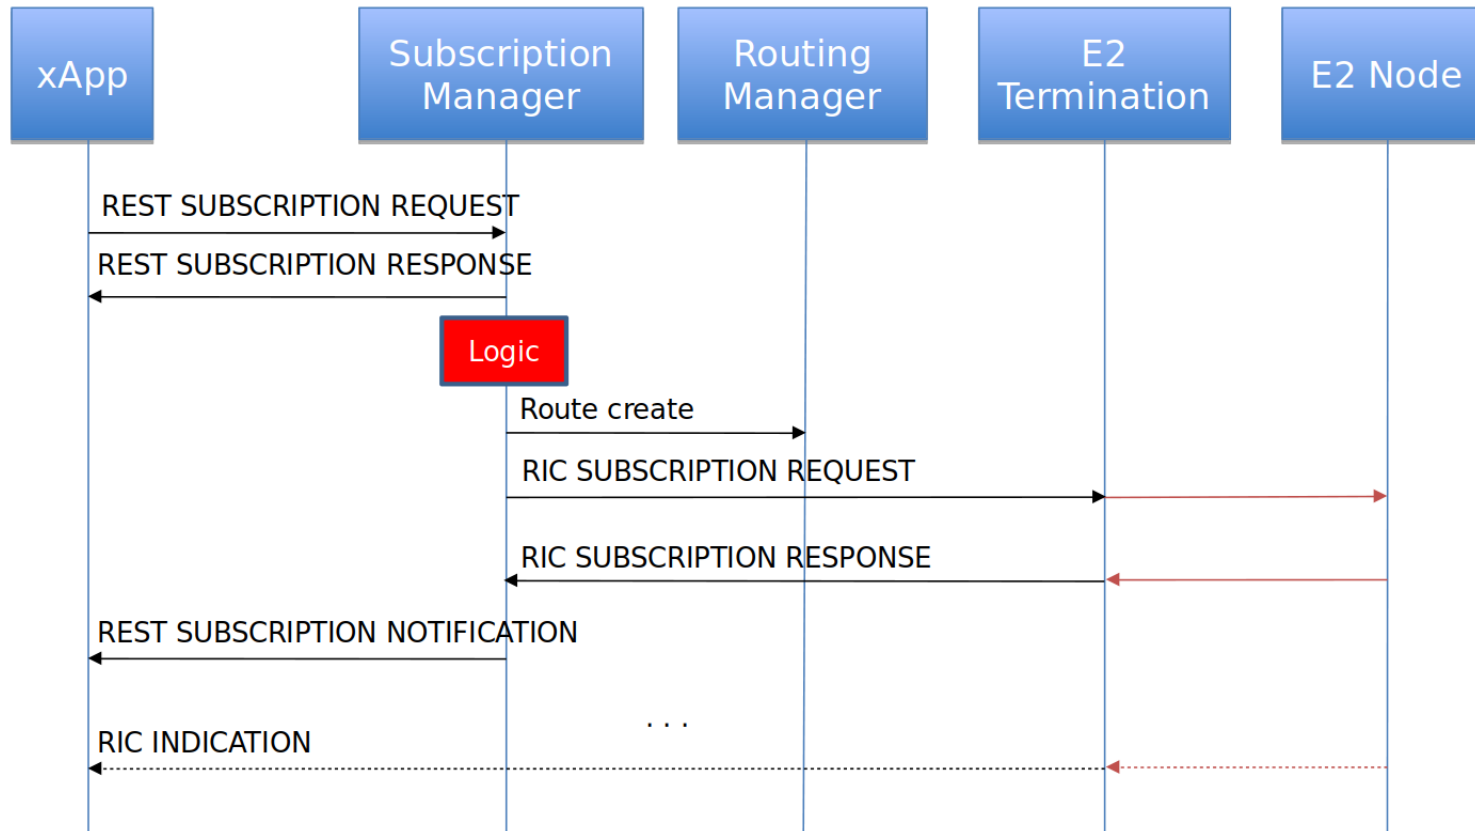 xApp
Subscription
Manager
Routing
Manager
E2
Termination
E2 Node
REST SUBSCRIPTION REQUEST
REST SUBSCRIPTION RESPONSE
Logic
Route create
RIC SUBSCRIPTION REQUEST
RIC SUBSCRIPTION RESPONSE
REST SUBSCRIPTION NOTIFICATION
. . .
RIC INDICATION